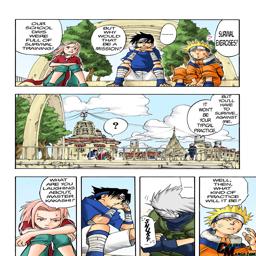 SURVIVAL
EXERCISES?
BUT WHY
WOULD
THAT BE A
MISSION?
OUR
SCHOOL
DAYS
WERE
FULL OF
SURVIVAL
TRAINING!
BUT
YOU'LL
HAVE TO
SURVIVE...
AGAINST
ME.
IT
WON'T
BE YOUR
TYPICAL
PRACTICE.
?
WELL,
THEN,
WHAT
KIND OF
PRACTICE
WILL IT BE?
WHAT
ARE YOU
LAUGHING
ABOUT,
MASTER
KAKASHI?